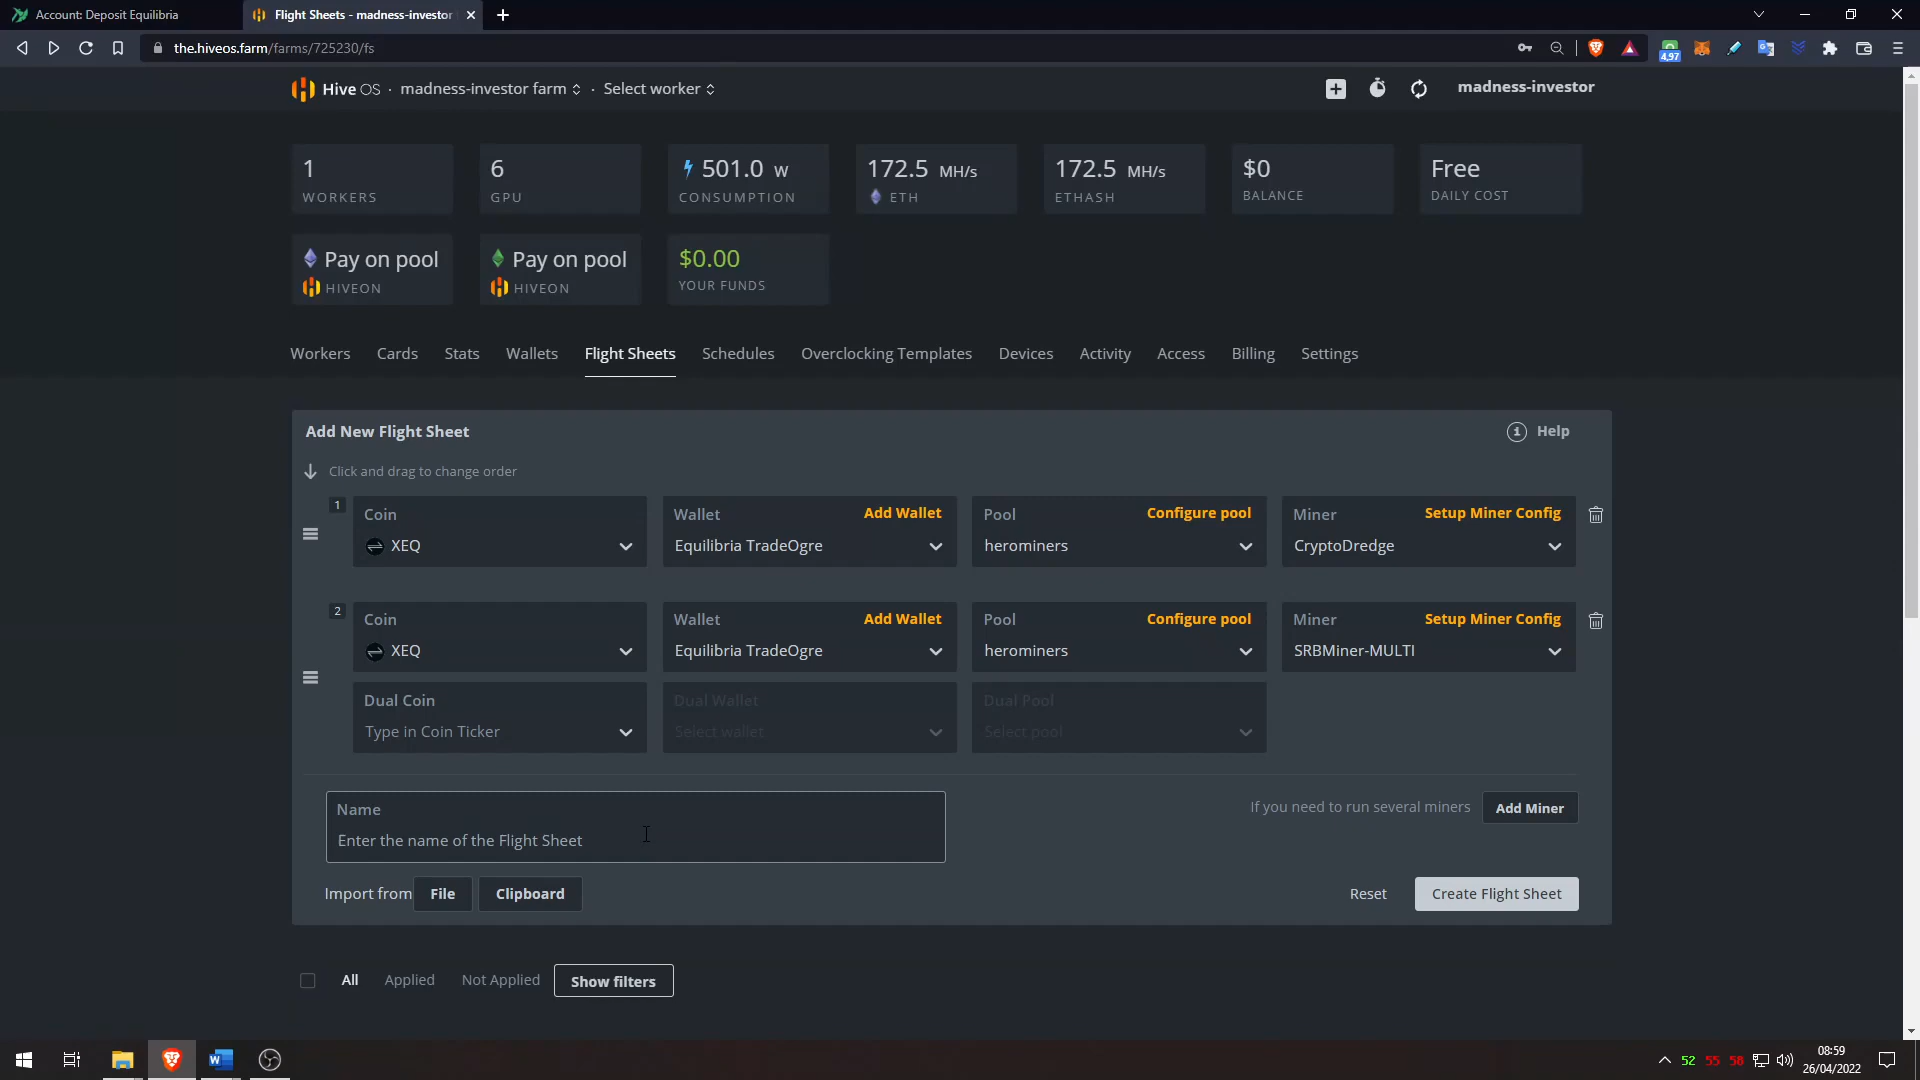 Account: Deposit Equilibria
Flight Sheets - madness-investor
the.hiveos.farm/farms/725230/fs
4,97
Hive OS · madness-investor farm · Select worker
madness-investor
1
WORKERS
6
GPU
501.0 W
CONSUMPTION
172.5 MH/s
ETH
172.5 MH/s
ETHASH
$0
BALANCE
Free
DAILY COST
Pay on pool
HIVEON
Pay on pool
HIVEON
$0.00
YOUR FUNDS
Workers Cards Stats Wallets Flight Sheets Schedules Overclocking Templates Devices Activity Access Billing Settings
Add New Flight Sheet
Help
Click and drag to change order
1
Coin
XEQ
Wallet Add Wallet
Equilibria TradeOgre
Pool Configure pool
herominers
Miner Setup Miner Config
CryptoDredge
2
Coin
XEQ
Wallet Add Wallet
Equilibria TradeOgre
Pool Configure pool
herominers
Miner Setup Miner Config
SRBMiner-MULTI
Dual Coin
Type in Coin Ticker
Dual Wallet
Select wallet
Dual Pool
Select pool
Name
Enter the name of the Flight Sheet
If you need to run several miners Add Miner
Import from File Clipboard
Reset Create Flight Sheet
All Applied Not Applied Show filters
52 55 58
08:59
26/04/2022